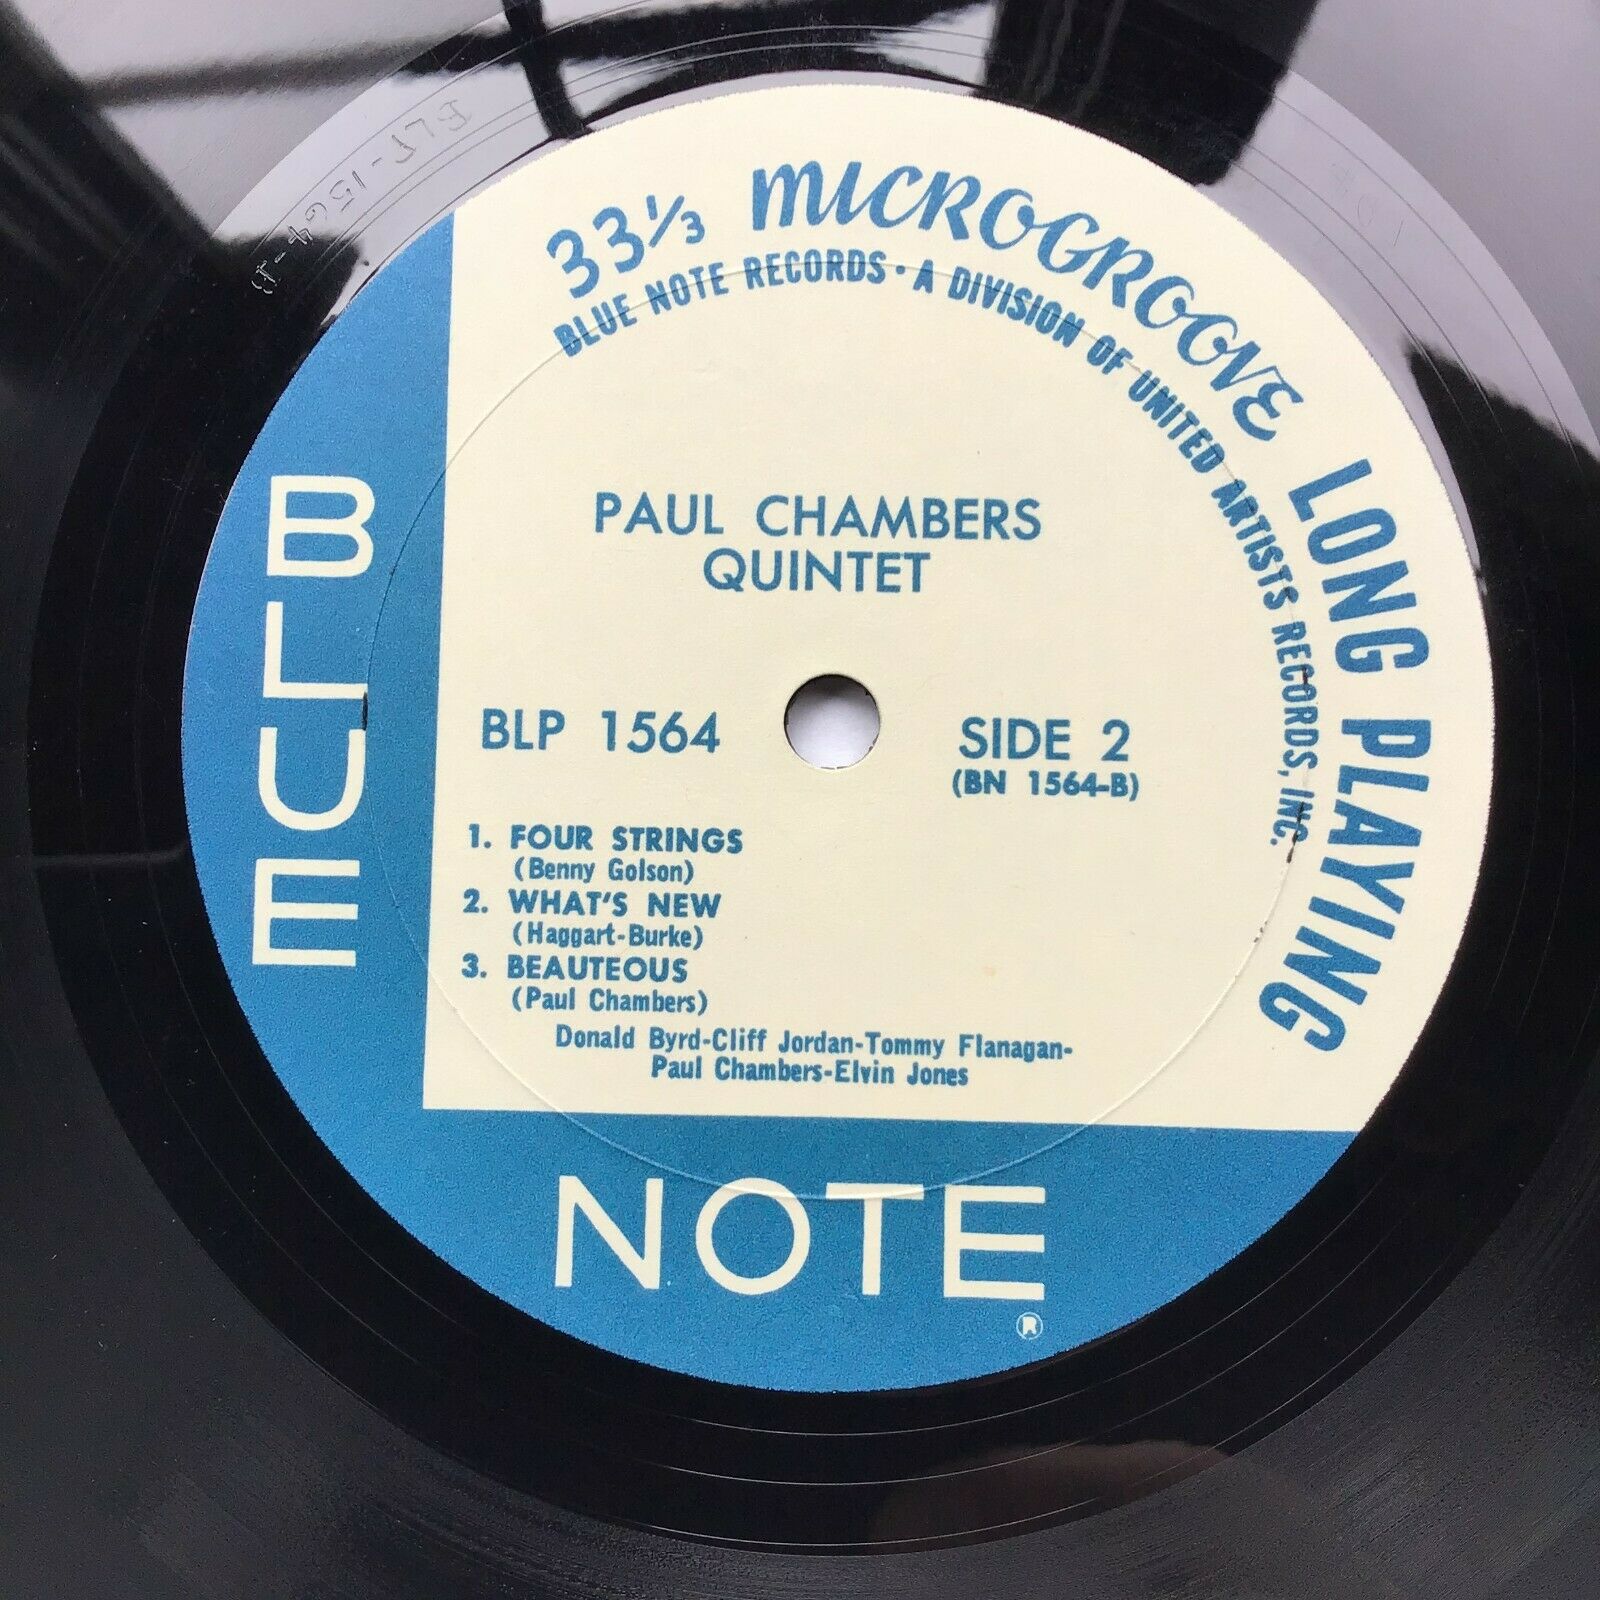 BLP-1564-B
33⅓ MICROGROOVE LONG PLAYING
BLUE NOTE RECORDS • A DIVISION OF UNITED ARTISTS RECORDS, INC.
PAUL CHAMBERS
QUINTET
BLP 1564
SIDE 2
(BN 1564-B)
1. FOUR STRINGS
(Benny Golson)
2. WHAT'S NEW
(Haggart-Burke)
3. BEAUTEOUS
(Paul Chambers)
Donald Byrd-Cliff Jordan-Tommy Flanagan-
Paul Chambers-Elvin Jones
BLUE
NOTE
®